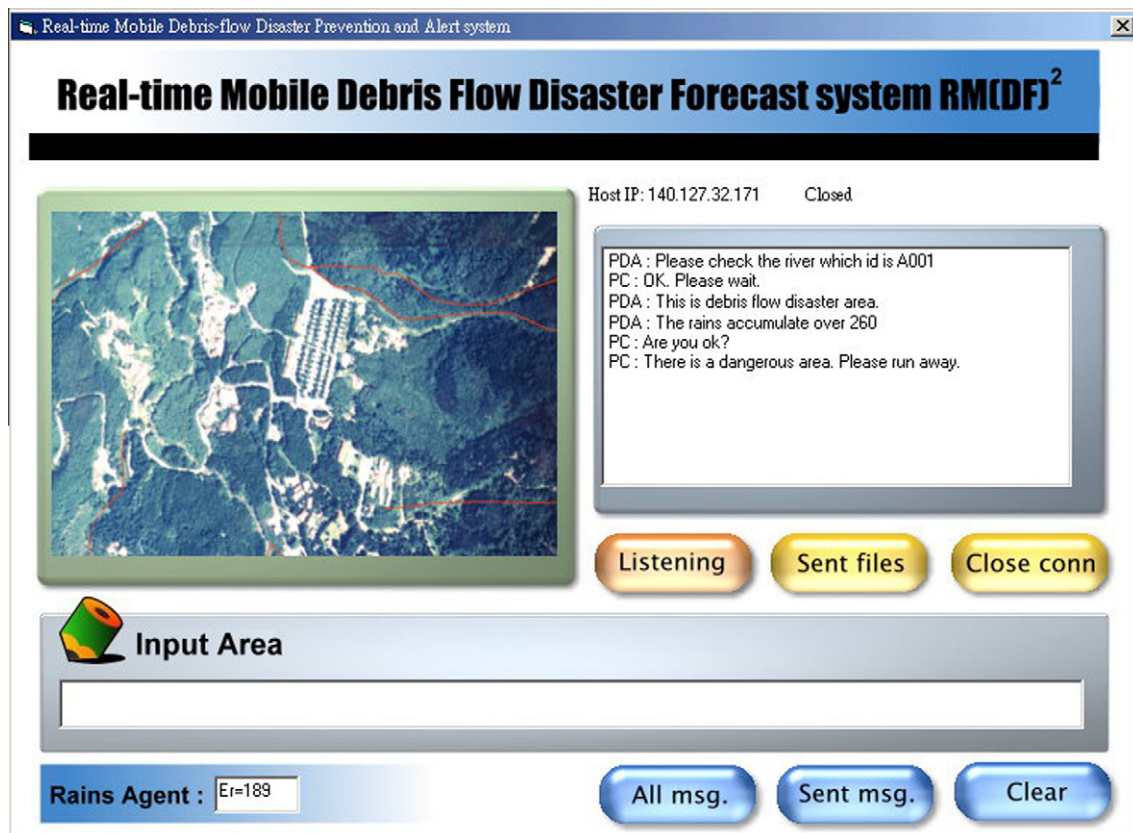 Real-time Mobile Debris-flow Disaster Prevention and Alert system
Real-time Mobile Debris Flow Disaster Forecast system RM(DF)²
Host IP: 140.127.32.171 Closed
PDA : Please check the river which id is A001
PC : OK. Please wait.
PDA : This is debris flow disaster area.
PDA : The rains accumulate over 260
PC : Are you ok?
PC : There is a dangerous area. Please run away.
Listening Sent files Close conn
Input Area
Rains Agent : Er=189
All msg. Sent msg. Clear